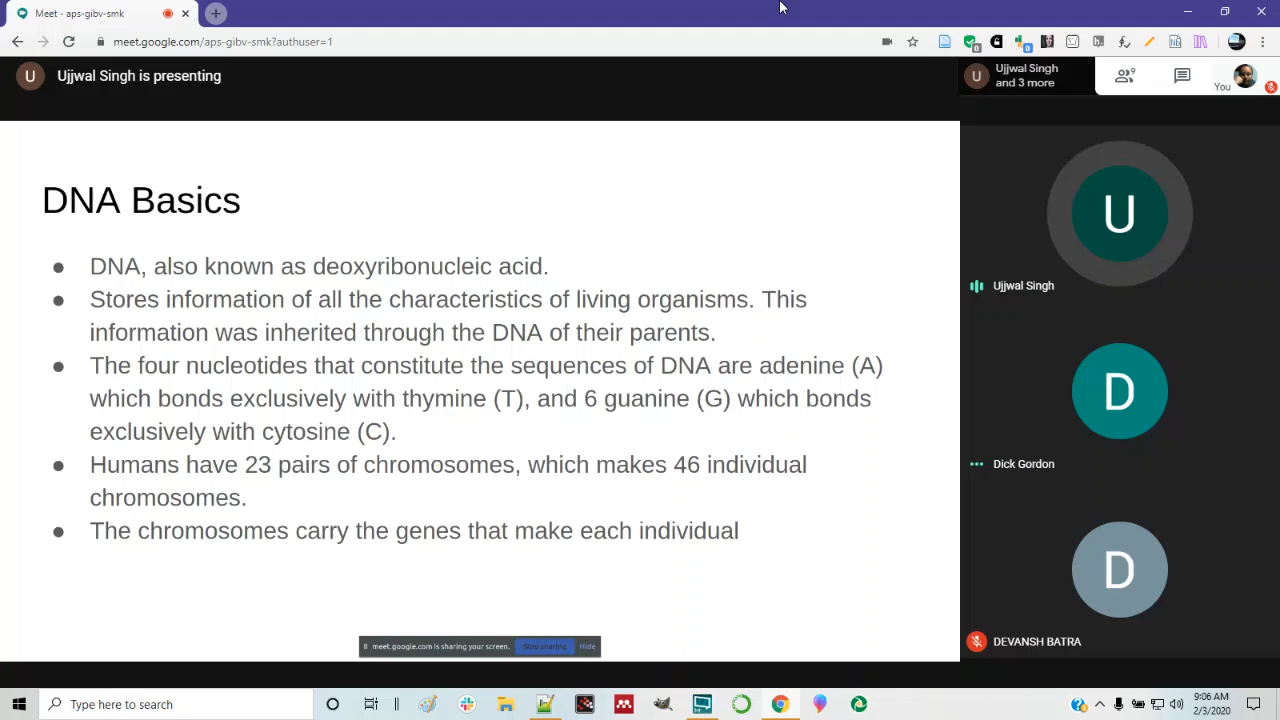 Meet - aps-gibv-smk
meet.google.com/aps-gibv-smk?authuser=1
U Ujjwal Singh is presenting
U Ujjwal Singh
and 3 more
9
You
DNA Basics
● DNA, also known as deoxyribonucleic acid.
● Stores information of all the characteristics of living organisms. This
information was inherited through the DNA of their parents.
● The four nucleotides that constitute the sequences of DNA are adenine (A)
which bonds exclusively with thymine (T), and 6 guanine (G) which bonds
exclusively with cytosine (C).
● Humans have 23 pairs of chromosomes, which makes 46 individual
chromosomes.
● The chromosomes carry the genes that make each individual
meet.google.com is sharing your screen. Stop sharing Hide
U
Ujjwal Singh
D
Dick Gordon
D
DEVANSH BATRA
Type here to search
9:06 AM
2/3/2020